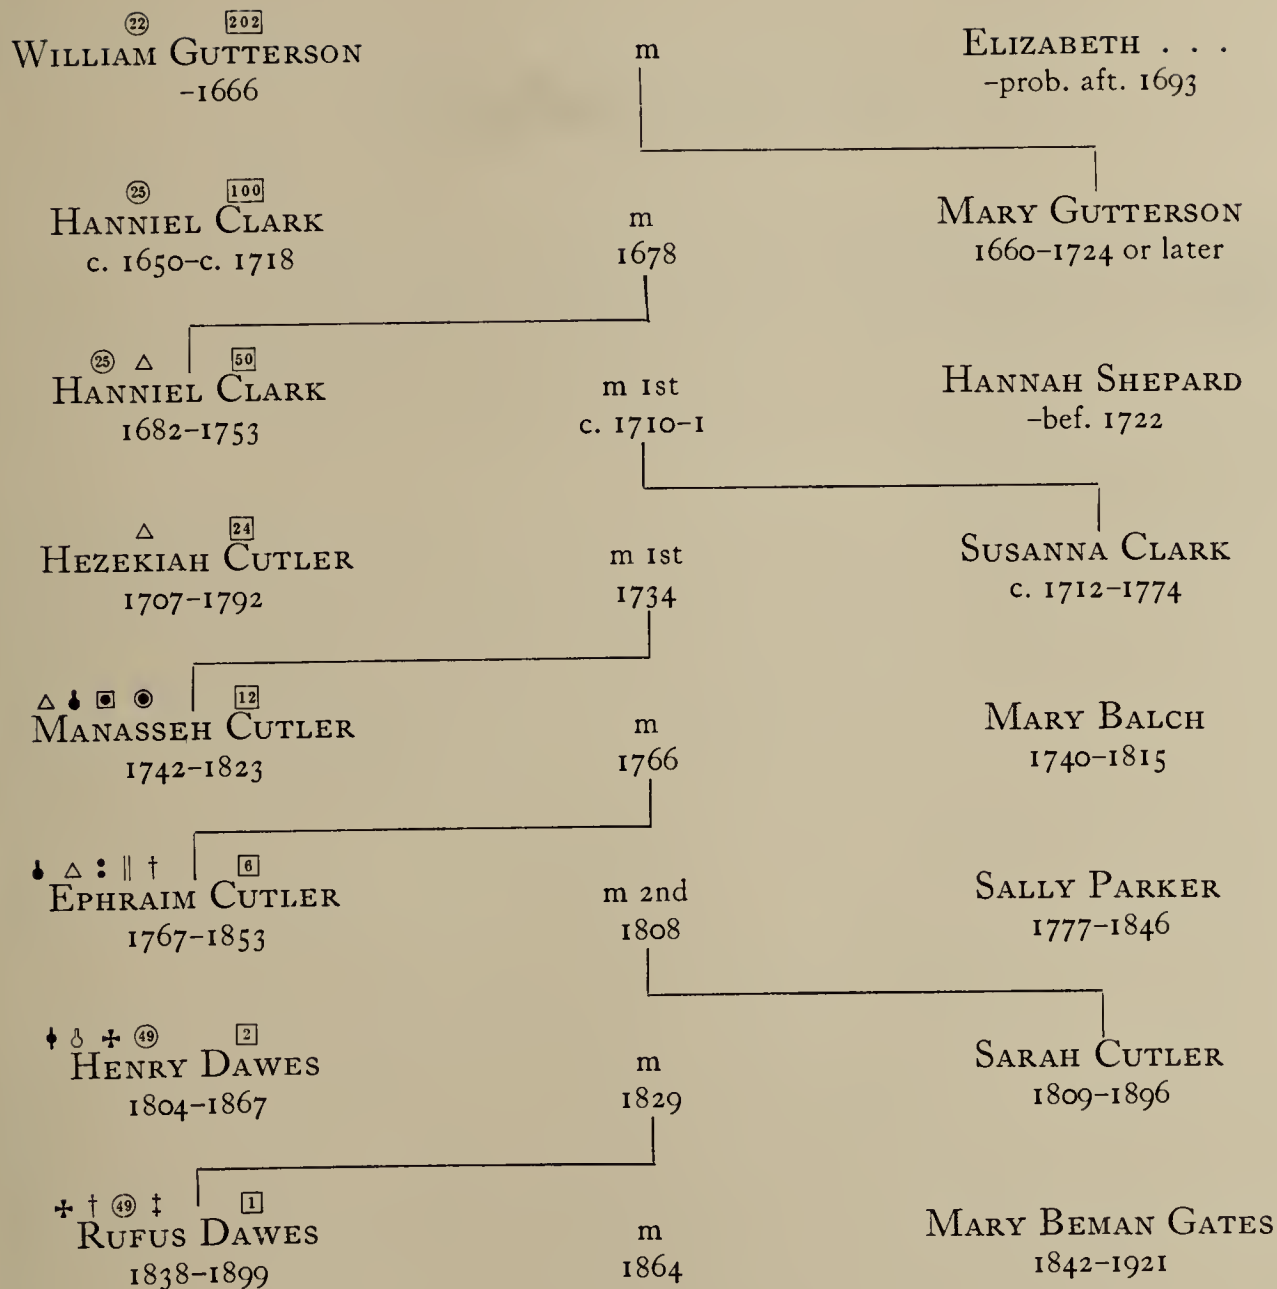 22 202
WILLIAM GUTTERSON m ELIZABETH . . .
–1666 –prob. aft. 1693
25 100
HANNIEL CLARK m MARY GUTTERSON
c. 1650–c. 1718 1678 1660–1724 or later
25 △ 50
HANNIEL CLARK m 1st HANNAH SHEPARD
1682–1753 c. 1710–1 –bef. 1722
△ 24
HEZEKIAH CUTLER m 1st SUSANNA CLARK
1707–1792 1734 c. 1712–1774
△ 12
MANASSEH CUTLER m MARY BALCH
1742–1823 1766 1740–1815
△ : || † 6
EPHRAIM CUTLER m 2nd SALLY PARKER
1767–1853 1808 1777–1846
✢ 49 2
HENRY DAWES m SARAH CUTLER
1804–1867 1829 1809–1896
✢ † 49 ‡ 1
RUFUS DAWES m MARY BEMAN GATES
1838–1899 1864 1842–1921